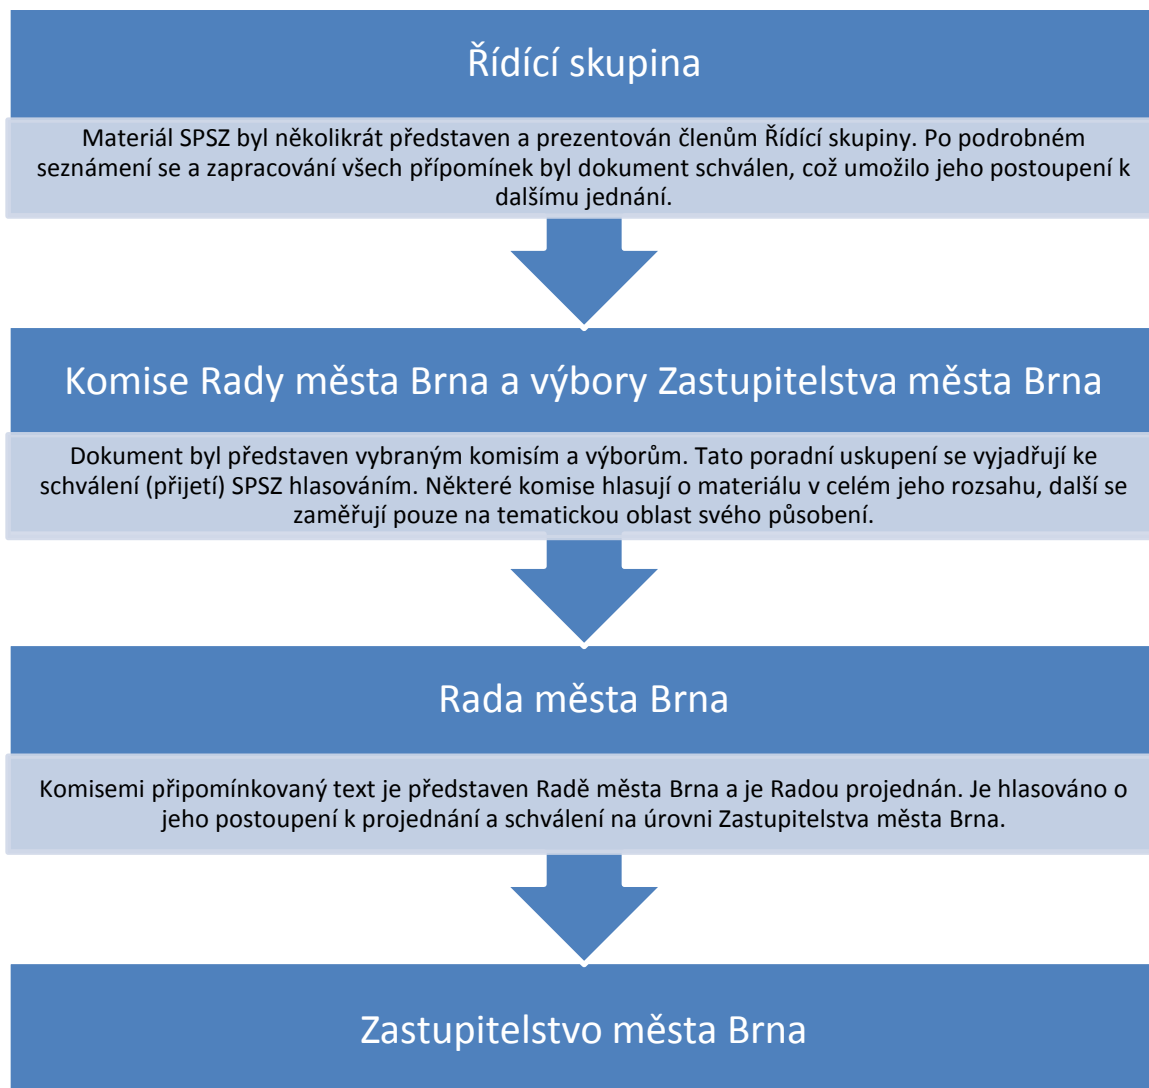 Řídící skupina
Materiál SPSZ byl několikrát představen a prezentován členům Řídící skupiny. Po podrobném
seznámení se a zapracování všech přípomínek byl dokument schválen, což umožilo jeho postoupení k
dalšímu jednání.
Komise Rady města Brna a výbory Zastupitelstva města Brna
Dokument byl představen vybraným komisím a výborům. Tato poradní uskupení se vyjadřují ke
schválení (přijetí) SPSZ hlasováním. Některé komise hlasují o materiálu v celém jeho rozsahu, další se
zaměřují pouze na tematickou oblast svého působení.
Rada města Brna
Komisemi připomínkovaný text je představen Radě města Brna a je Radou projednán. Je hlasováno o
jeho postoupení k projednání a schválení na úrovni Zastupitelstva města Brna.
Zastupitelstvo města Brna